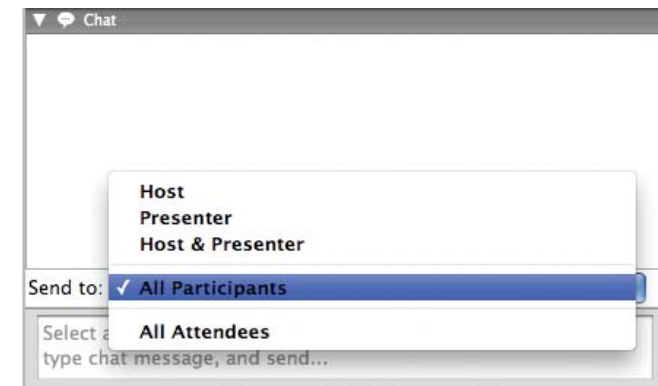 Chat
Host
Presenter
Host & Presenter
Send to: ✓ All Participants
All Attendees
Select a
type chat message, and send...